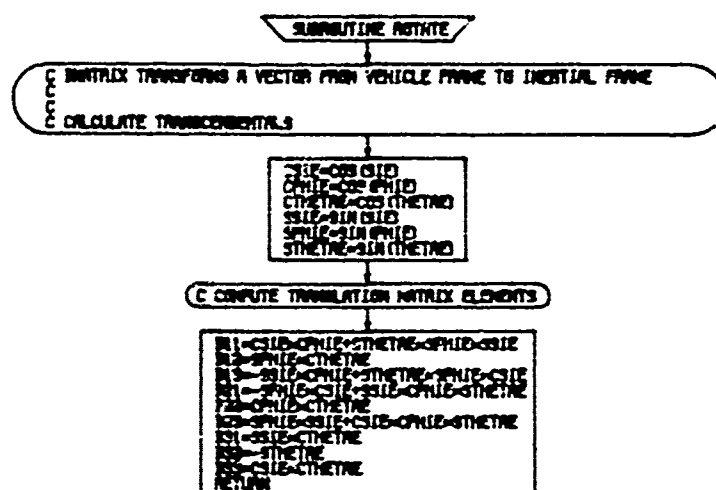 SUBROUTINE ROTATE
C BMATRIX TRANSFORMS A VECTOR FROM VEHICLE FRAME TO INERTIAL FRAME
C
C
C CALCULATE TRANSCENDENTALS
CSIE=COS(SIE)
CPHIE=COS(PHIE)
CTHETAE=COS(THETAE)
SSIE=SIN(SIE)
SPHIE=SIN(PHIE)
STHETAE=SIN(THETAE)
C COMPUTE TRANSLATION MATRIX ELEMENTS
B11=CSIE*CPHIE+STHETAE*SPHIE*SSIE
B12=SPHIE*CTHETAE
B13=-SSIE*CPHIE+STHETAE*SPHIE*CSIE
B21=-SPHIE*CSIE+SSIE*CPHIE*STHETAE
B22=CPHIE*CTHETAE
B23=SPHIE*SSIE+CSIE*CPHIE*STHETAE
B31=SSIE*CTHETAE
B32=-STHETAE
B33=CSIE*CTHETAE
RETURN